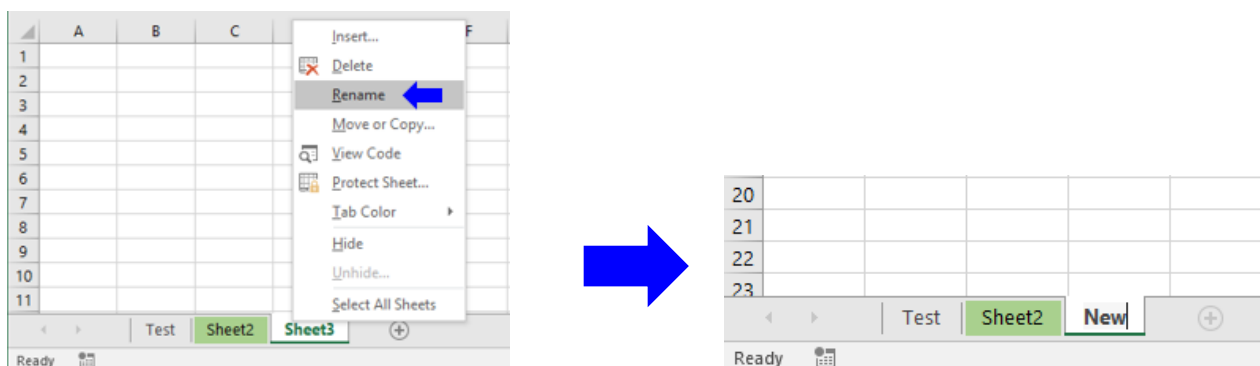 A B C F
1
2
3
4
5
6
7
8
9
10
11
Insert...
Delete
Rename
Move or Copy...
View Code
Protect Sheet...
Tab Color
Hide
Unhide...
Select All Sheets
Test Sheet2 Sheet3
Ready
20
21
22
23
Test Sheet2 New
Ready